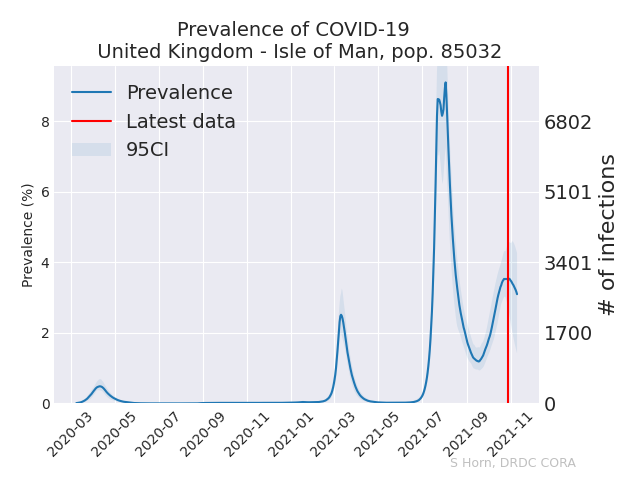 Prevalence of COVID-19
United Kingdom - Isle of Man, pop. 85032
Prevalence
Latest data
95CI
Prevalence (%)
8
6
4
2
0
6802
5101
3401
1700
0
# of infections
2020-03
2020-05
2020-07
2020-09
2020-11
2021-01
2021-03
2021-05
2021-07
2021-09
2021-11
S Horn, DRDC CORA